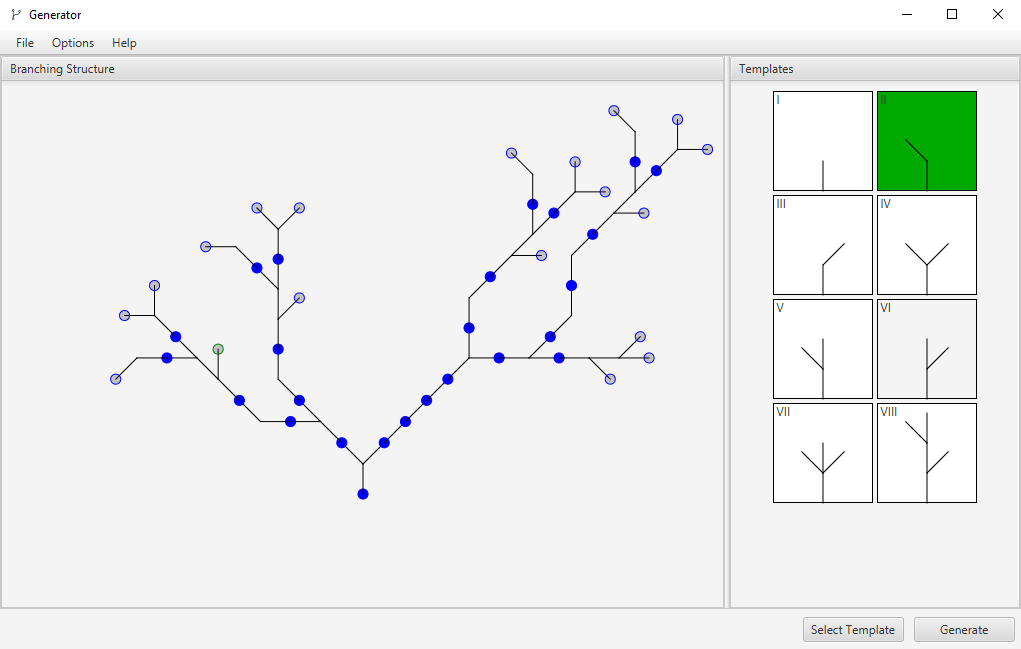 Generator
File Options Help
Branching Structure
Templates
I
II
III
IV
V
VI
VII
VIII
Select Template
Generate